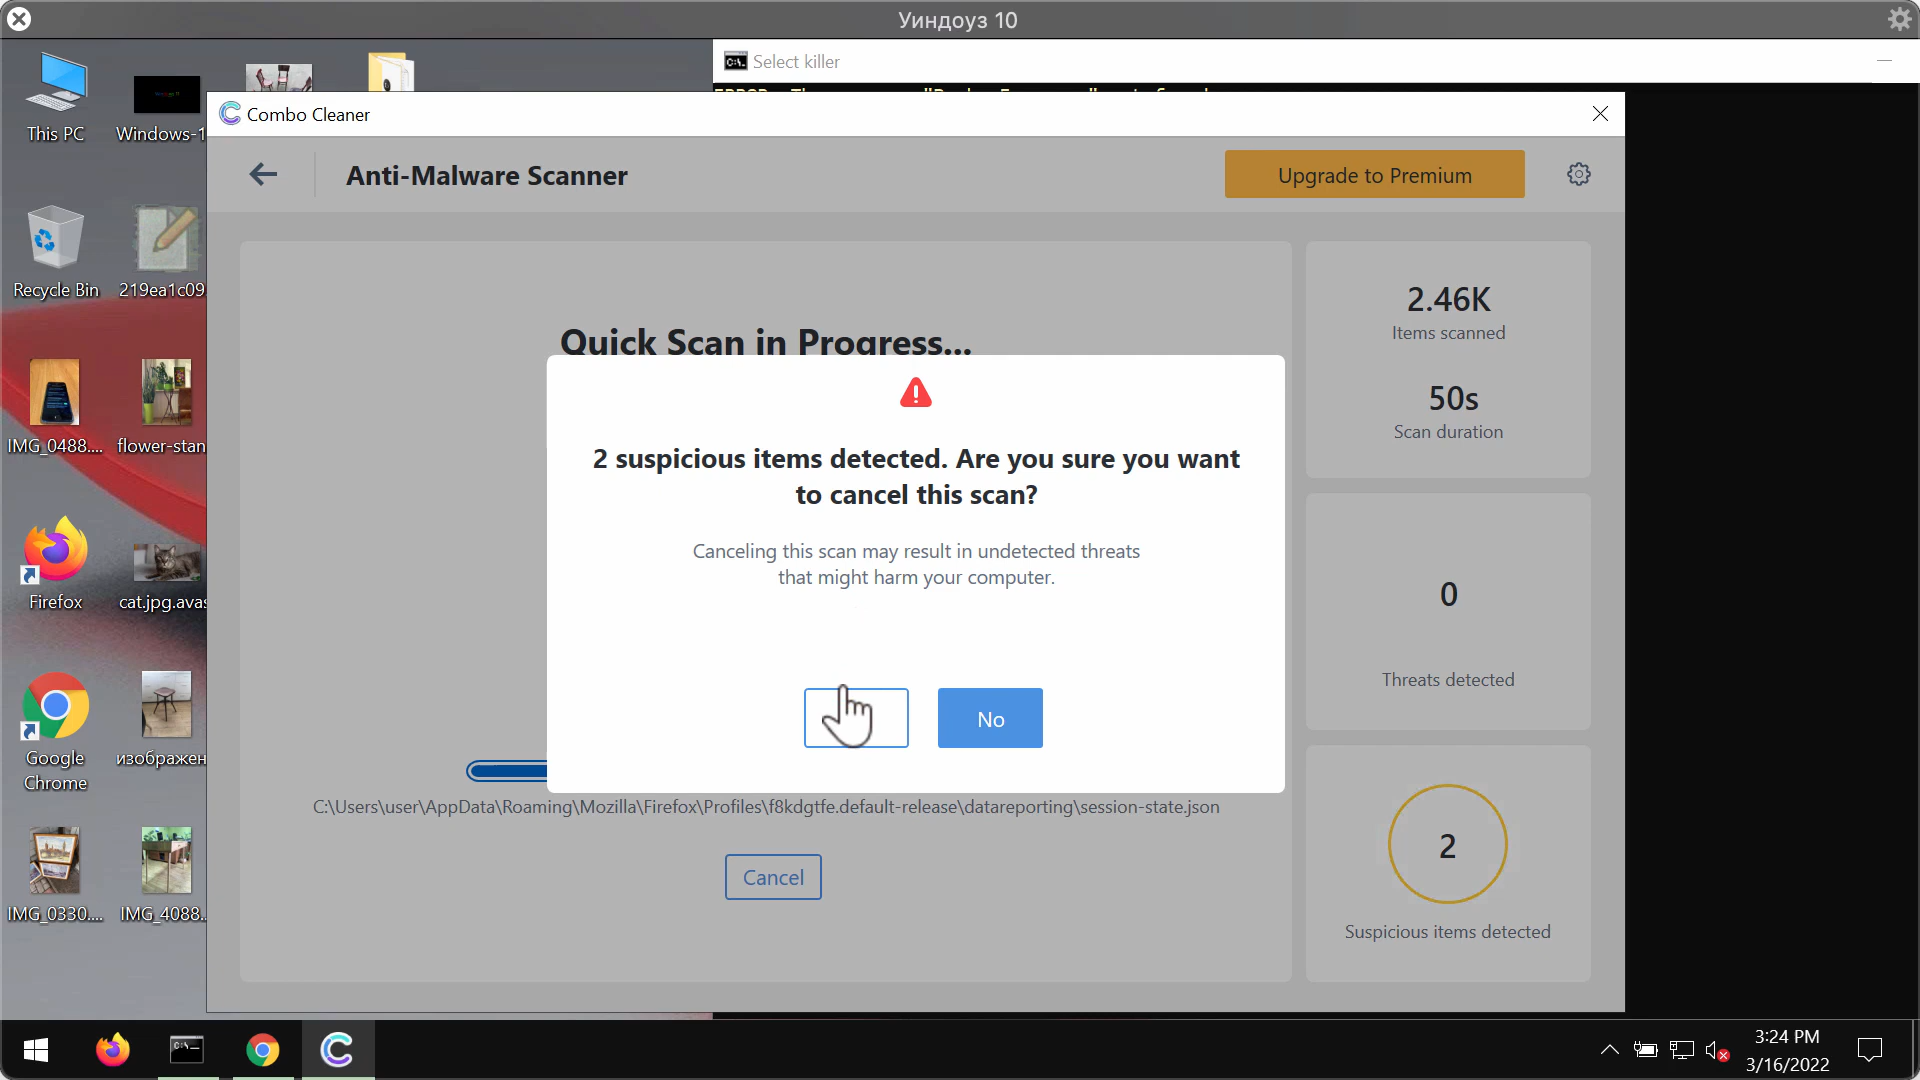 Уиндоуз 10
Select killer
This PC
Windows-1
Combo Cleaner
Anti-Malware Scanner
Upgrade to Premium
Recycle Bin
219ea1c09
2.46K
Items scanned
50s
Scan duration
Quick Scan in Progress...
2 suspicious items detected. Are you sure you want
to cancel this scan?
Canceling this scan may result in undetected threats
that might harm your computer.
No
IMG_0488....
flower-stan
Firefox
cat.jpg.avas
0
Threats detected
Google
Chrome
изображен
C:\Users\user\AppData\Roaming\Mozilla\Firefox\Profiles\f8kdgtfe.default-release\datareporting\session-state.json
Cancel
2
Suspicious items detected
IMG_0330....
IMG_4088..
3:24 PM
3/16/2022